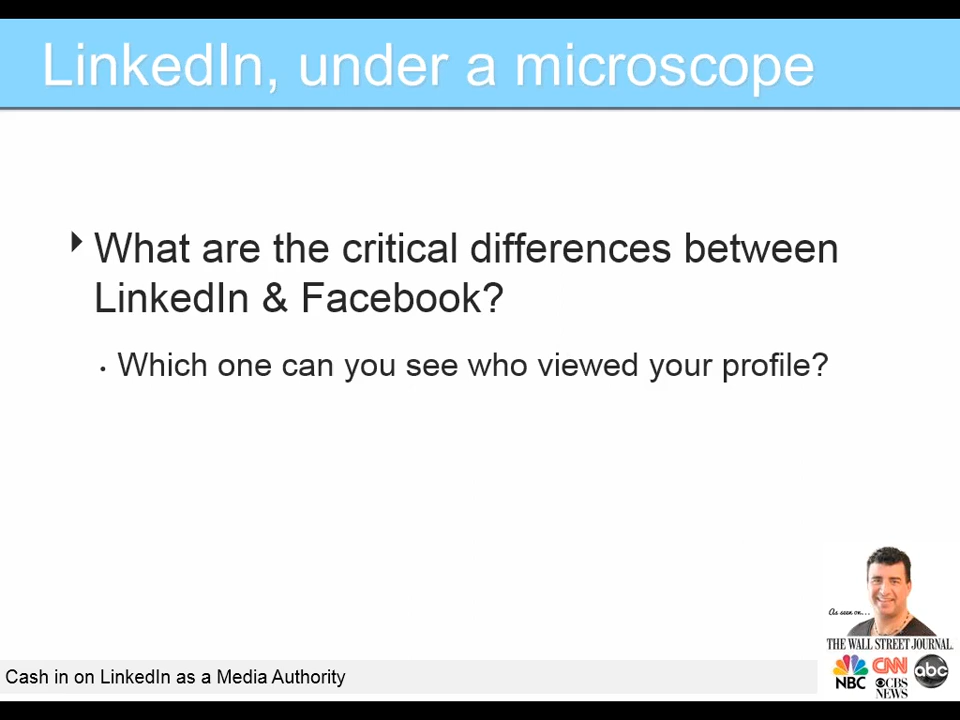 LinkedIn, under a microscope
What are the critical differences between
LinkedIn & Facebook?
Which one can you see who viewed your profile?
As seen on...
THE WALL STREET JOURNAL.
NBC CNN abc
CBS NEWS
Cash in on LinkedIn as a Media Authority